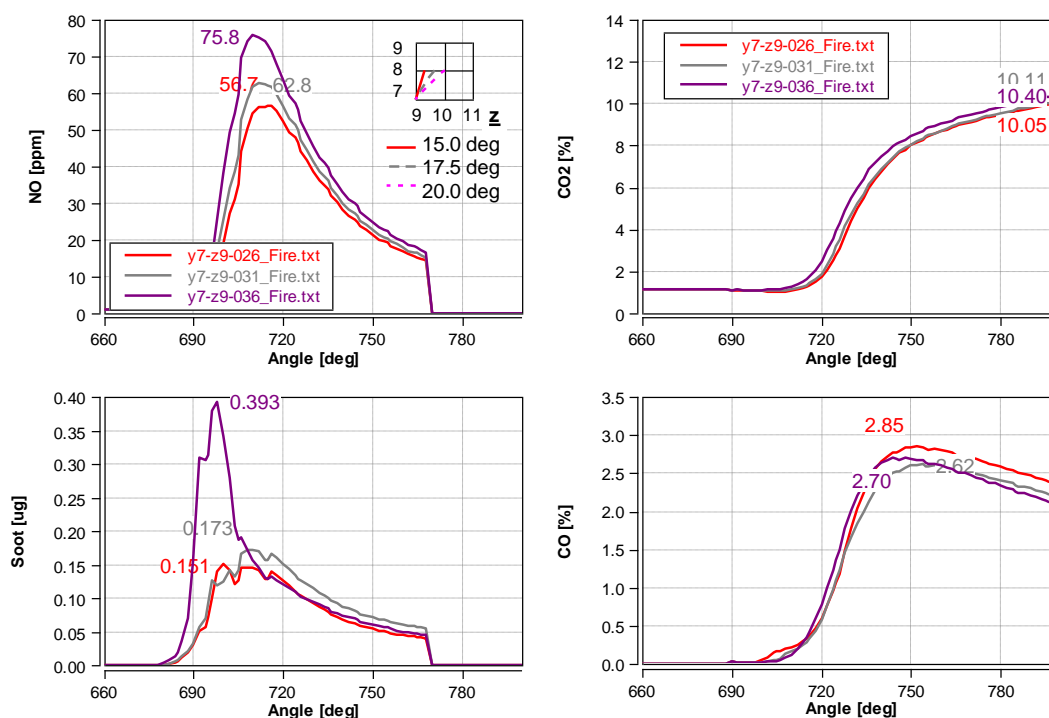 80
70
60
50
40
30
20
10
0
NO [ppm]
75.8
56.7
62.8
9
8
7
9 10 11
z
15.0 deg
17.5 deg
20.0 deg
y7-z9-026_Fire.txt
y7-z9-031_Fire.txt
y7-z9-036_Fire.txt
660 690 720 750 780
Angle [deg]
14
12
10
8
6
4
2
0
CO2 [%]
y7-z9-026_Fire.txt
y7-z9-031_Fire.txt
y7-z9-036_Fire.txt
10.11
10.40
10.05
660 690 720 750 780
Angle [deg]
0.40
0.35
0.30
0.25
0.20
0.15
0.10
0.05
0.00
Soot [ug]
0.393
0.173
0.151
660 690 720 750 780
Angle [deg]
3.5
3.0
2.5
2.0
1.5
1.0
0.5
0.0
CO [%]
2.85
2.62
2.70
660 690 720 750 780
Angle [deg]